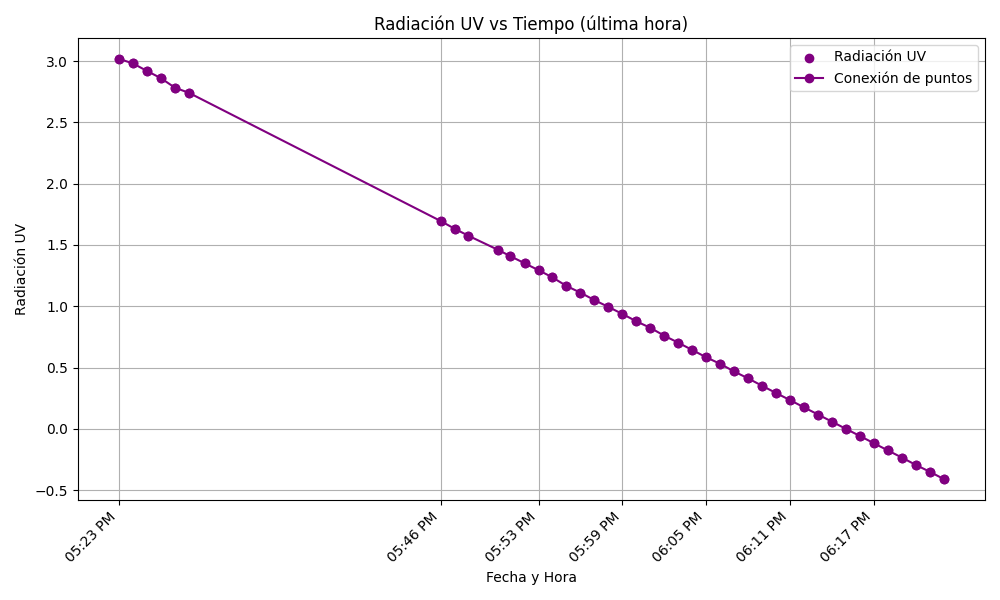 Radiación UV vs Tiempo (última hora)
Radiación UV
Conexión de puntos
Radiación UV
3.0
2.5
2.0
1.5
1.0
0.5
0.0
−0.5
05:23 PM
05:46 PM
05:53 PM
05:59 PM
06:05 PM
06:11 PM
06:17 PM
Fecha y Hora